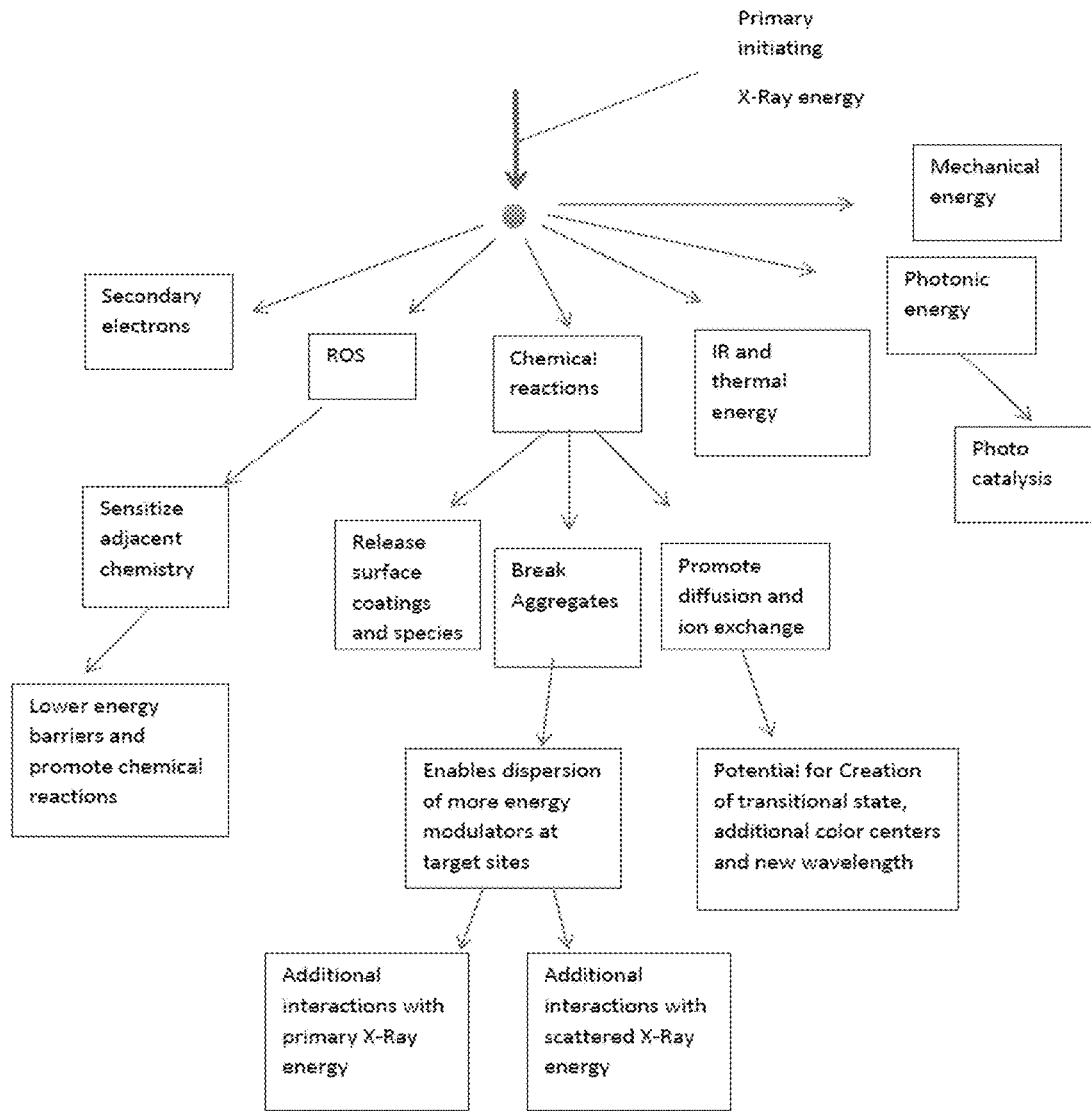 Primary
initiating
X-Ray energy
Mechanical
energy
Secondary
electrons
Photonic
energy
ROS
Chemical
reactions
IR and
thermal
energy
Photo
catalysis
Sensitize
adjacent
chemistry
Release
surface
coatings
and species
Break
Aggregates
Promote
diffusion and
ion exchange
Lower energy
barriers and
promote chemical
reactions
Enables dispersion
of more energy
modulators at
target sites
Potential for Creation
of transitional state,
additional color centers
and new wavelength
Additional
interactions with
primary X-Ray
energy
Additional
interactions with
scattered X-Ray
energy